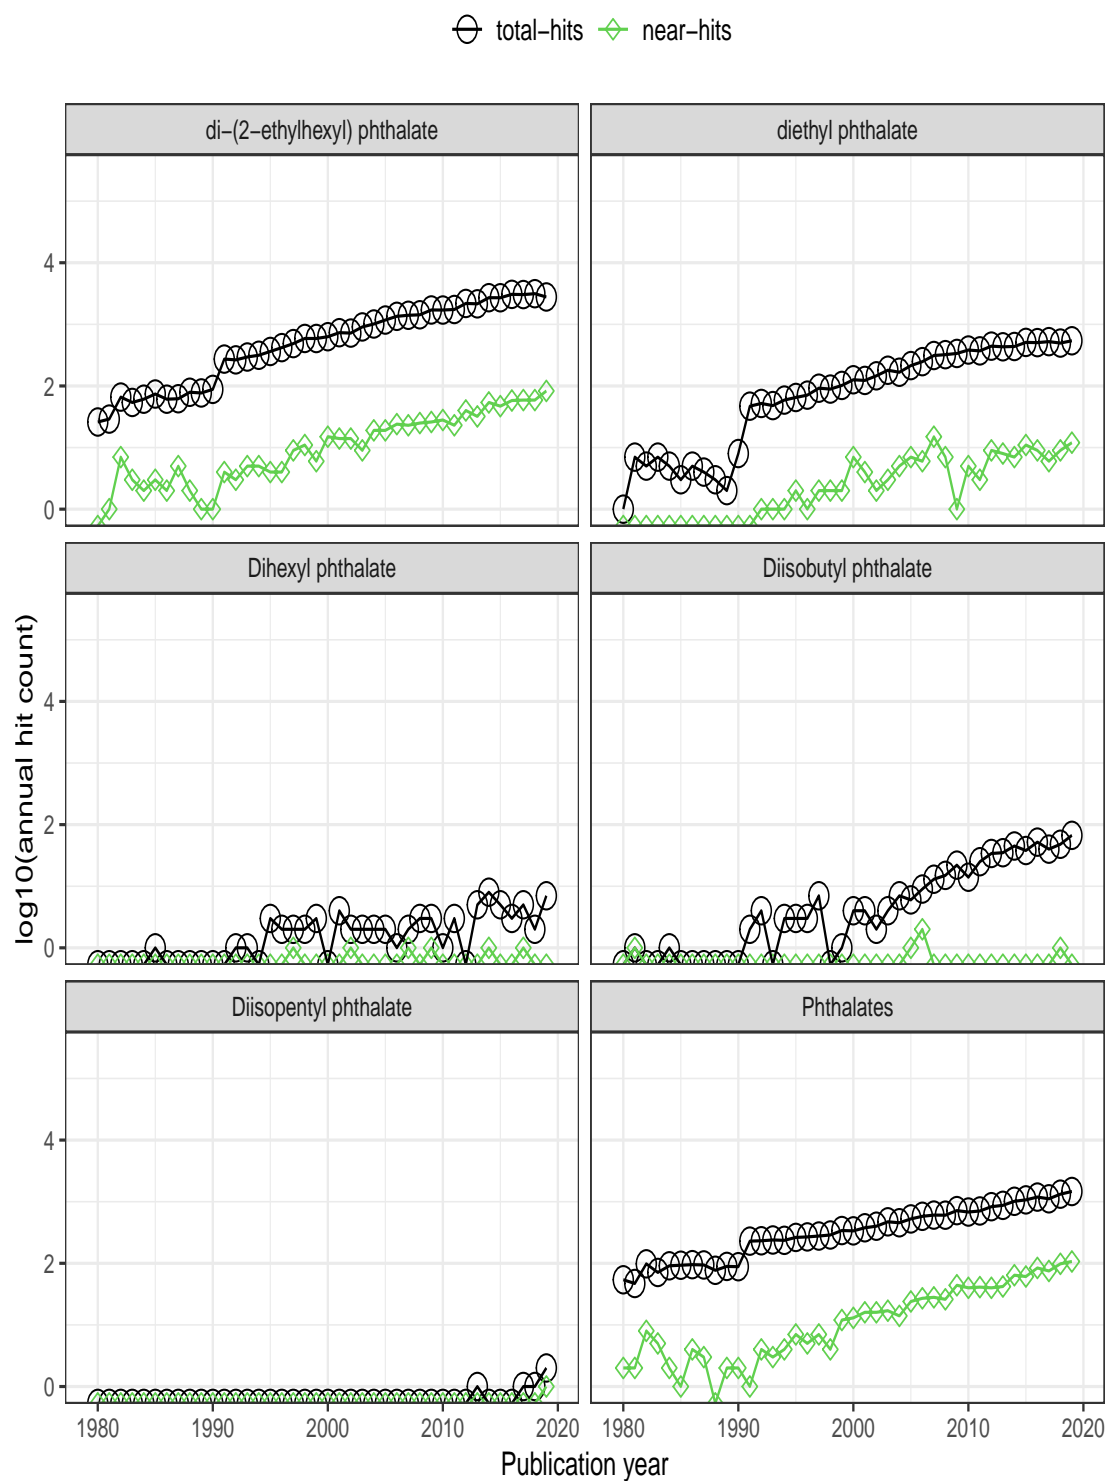 total−hits near−hits
di−(2−ethylhexyl) phthalate
diethyl phthalate
4
2
0
Dihexyl phthalate
Diisobutyl phthalate
log10(annual hit count)
4
2
0
Diisopentyl phthalate
Phthalates
4
2
0
1980 1990 2000 2010 2020
1980 1990 2000 2010 2020
Publication year